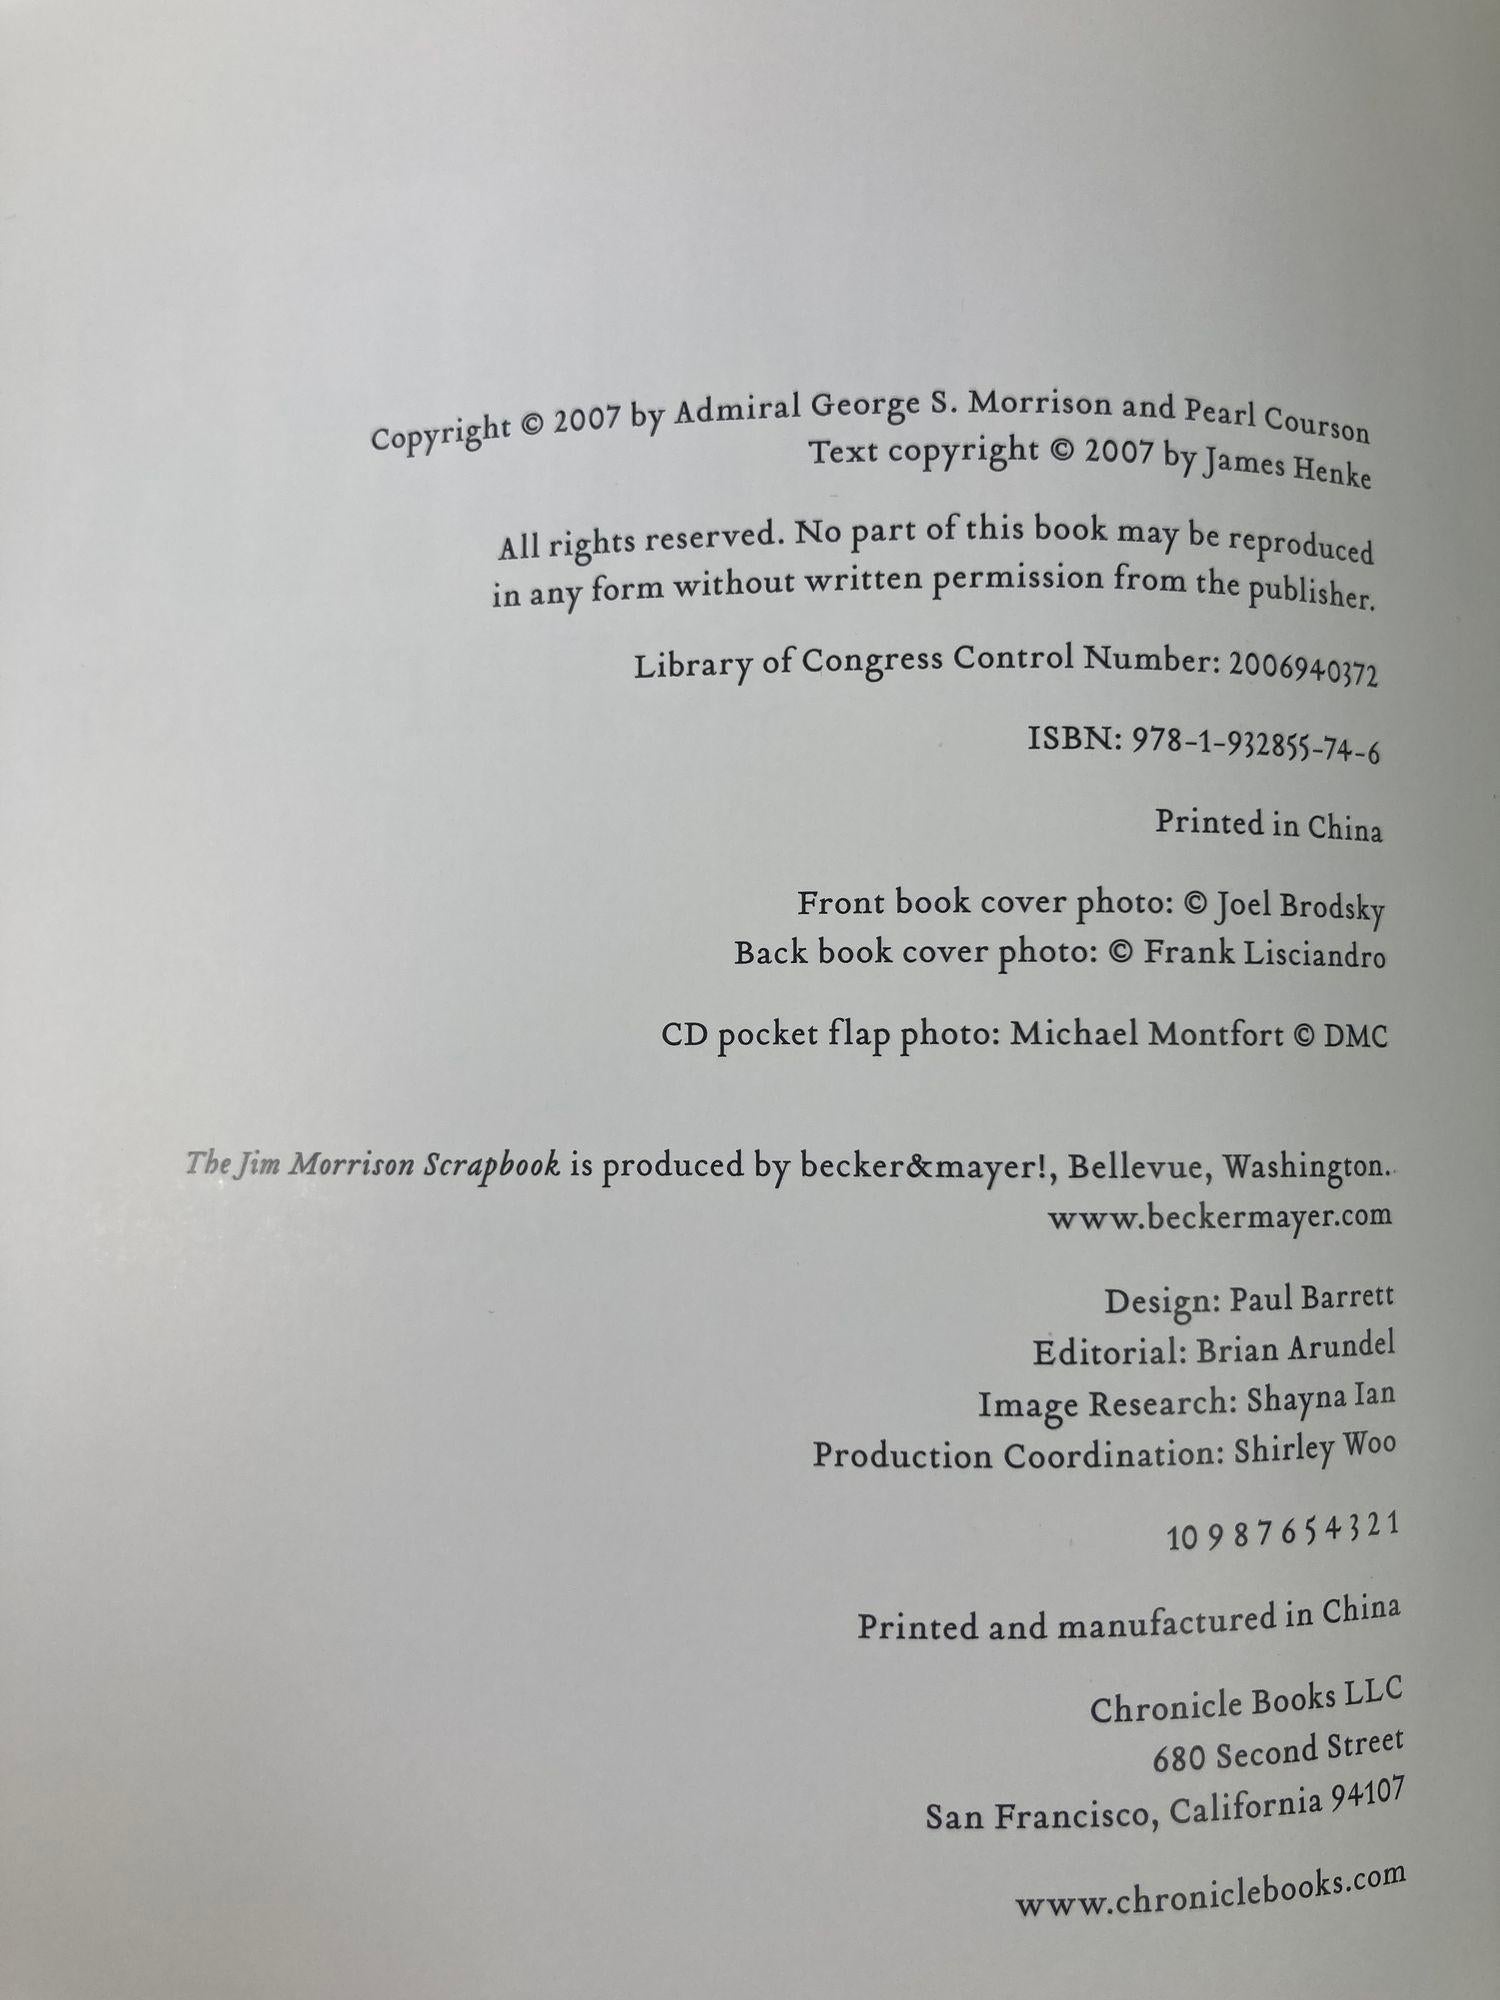 Copyright © 2007 by Admiral George S. Morrison and Pearl Courson
Text copyright © 2007 by James Henke
All rights reserved. No part of this book may be reproduced
in any form without written permission from the publisher.
Library of Congress Control Number: 2006940372
ISBN: 978-1-932855-74-6
Printed in China
Front book cover photo: © Joel Brodsky
Back book cover photo: © Frank Lisciandro
CD pocket flap photo: Michael Montfort © DMC
The Jim Morrison Scrapbook is produced by becker&mayer!, Bellevue, Washington.
www.beckermayer.com
Design: Paul Barrett
Editorial: Brian Arundel
Image Research: Shayna Ian
Production Coordination: Shirley Woo
10 9 8 7 6 5 4 3 2 1
Printed and manufactured in China
Chronicle Books LLC
680 Second Street
San Francisco, California 94107
www.chroniclebooks.com